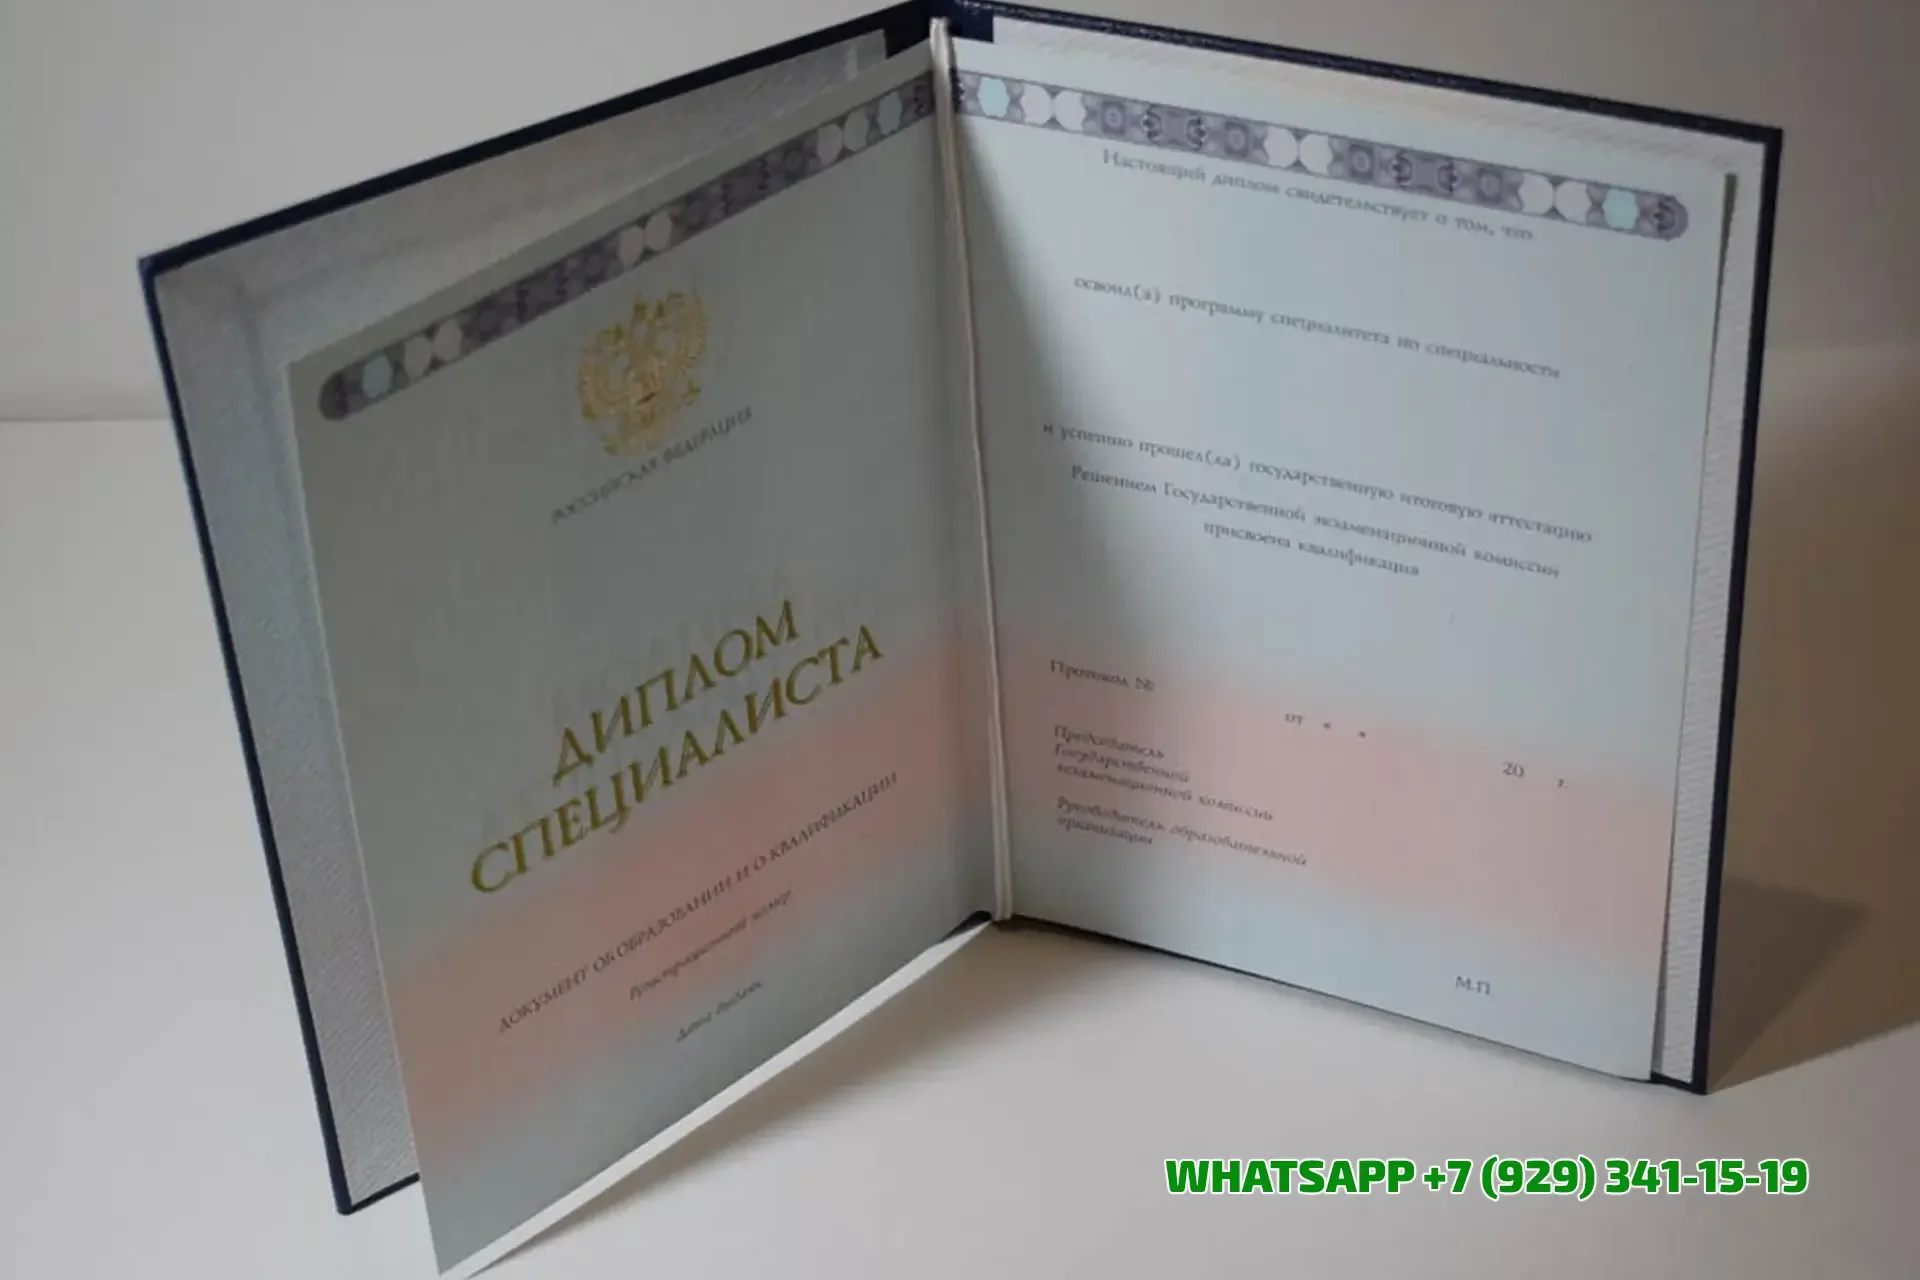 РОССИЙСКАЯ ФЕДЕРАЦИЯ
ДИПЛОМ
СПЕЦИАЛИСТА
ДОКУМЕНТ ОБ ОБРАЗОВАНИИ И О КВАЛИФИКАЦИИ
Регистрационный номер
Дата выдачи
Настоящий диплом свидетельствует о том, что
освоил(а) программу специалитета по специальности
и успешно прошел(ла) государственную итоговую аттестацию
Решением Государственной экзаменационной комиссии
присвоена квалификация
Протокол №
от « » 20 г.
Председатель
Государственной
экзаменационной комиссии
Руководитель образовательной
организации
М.П.
WHATSAPP +7 (929) 341-15-19